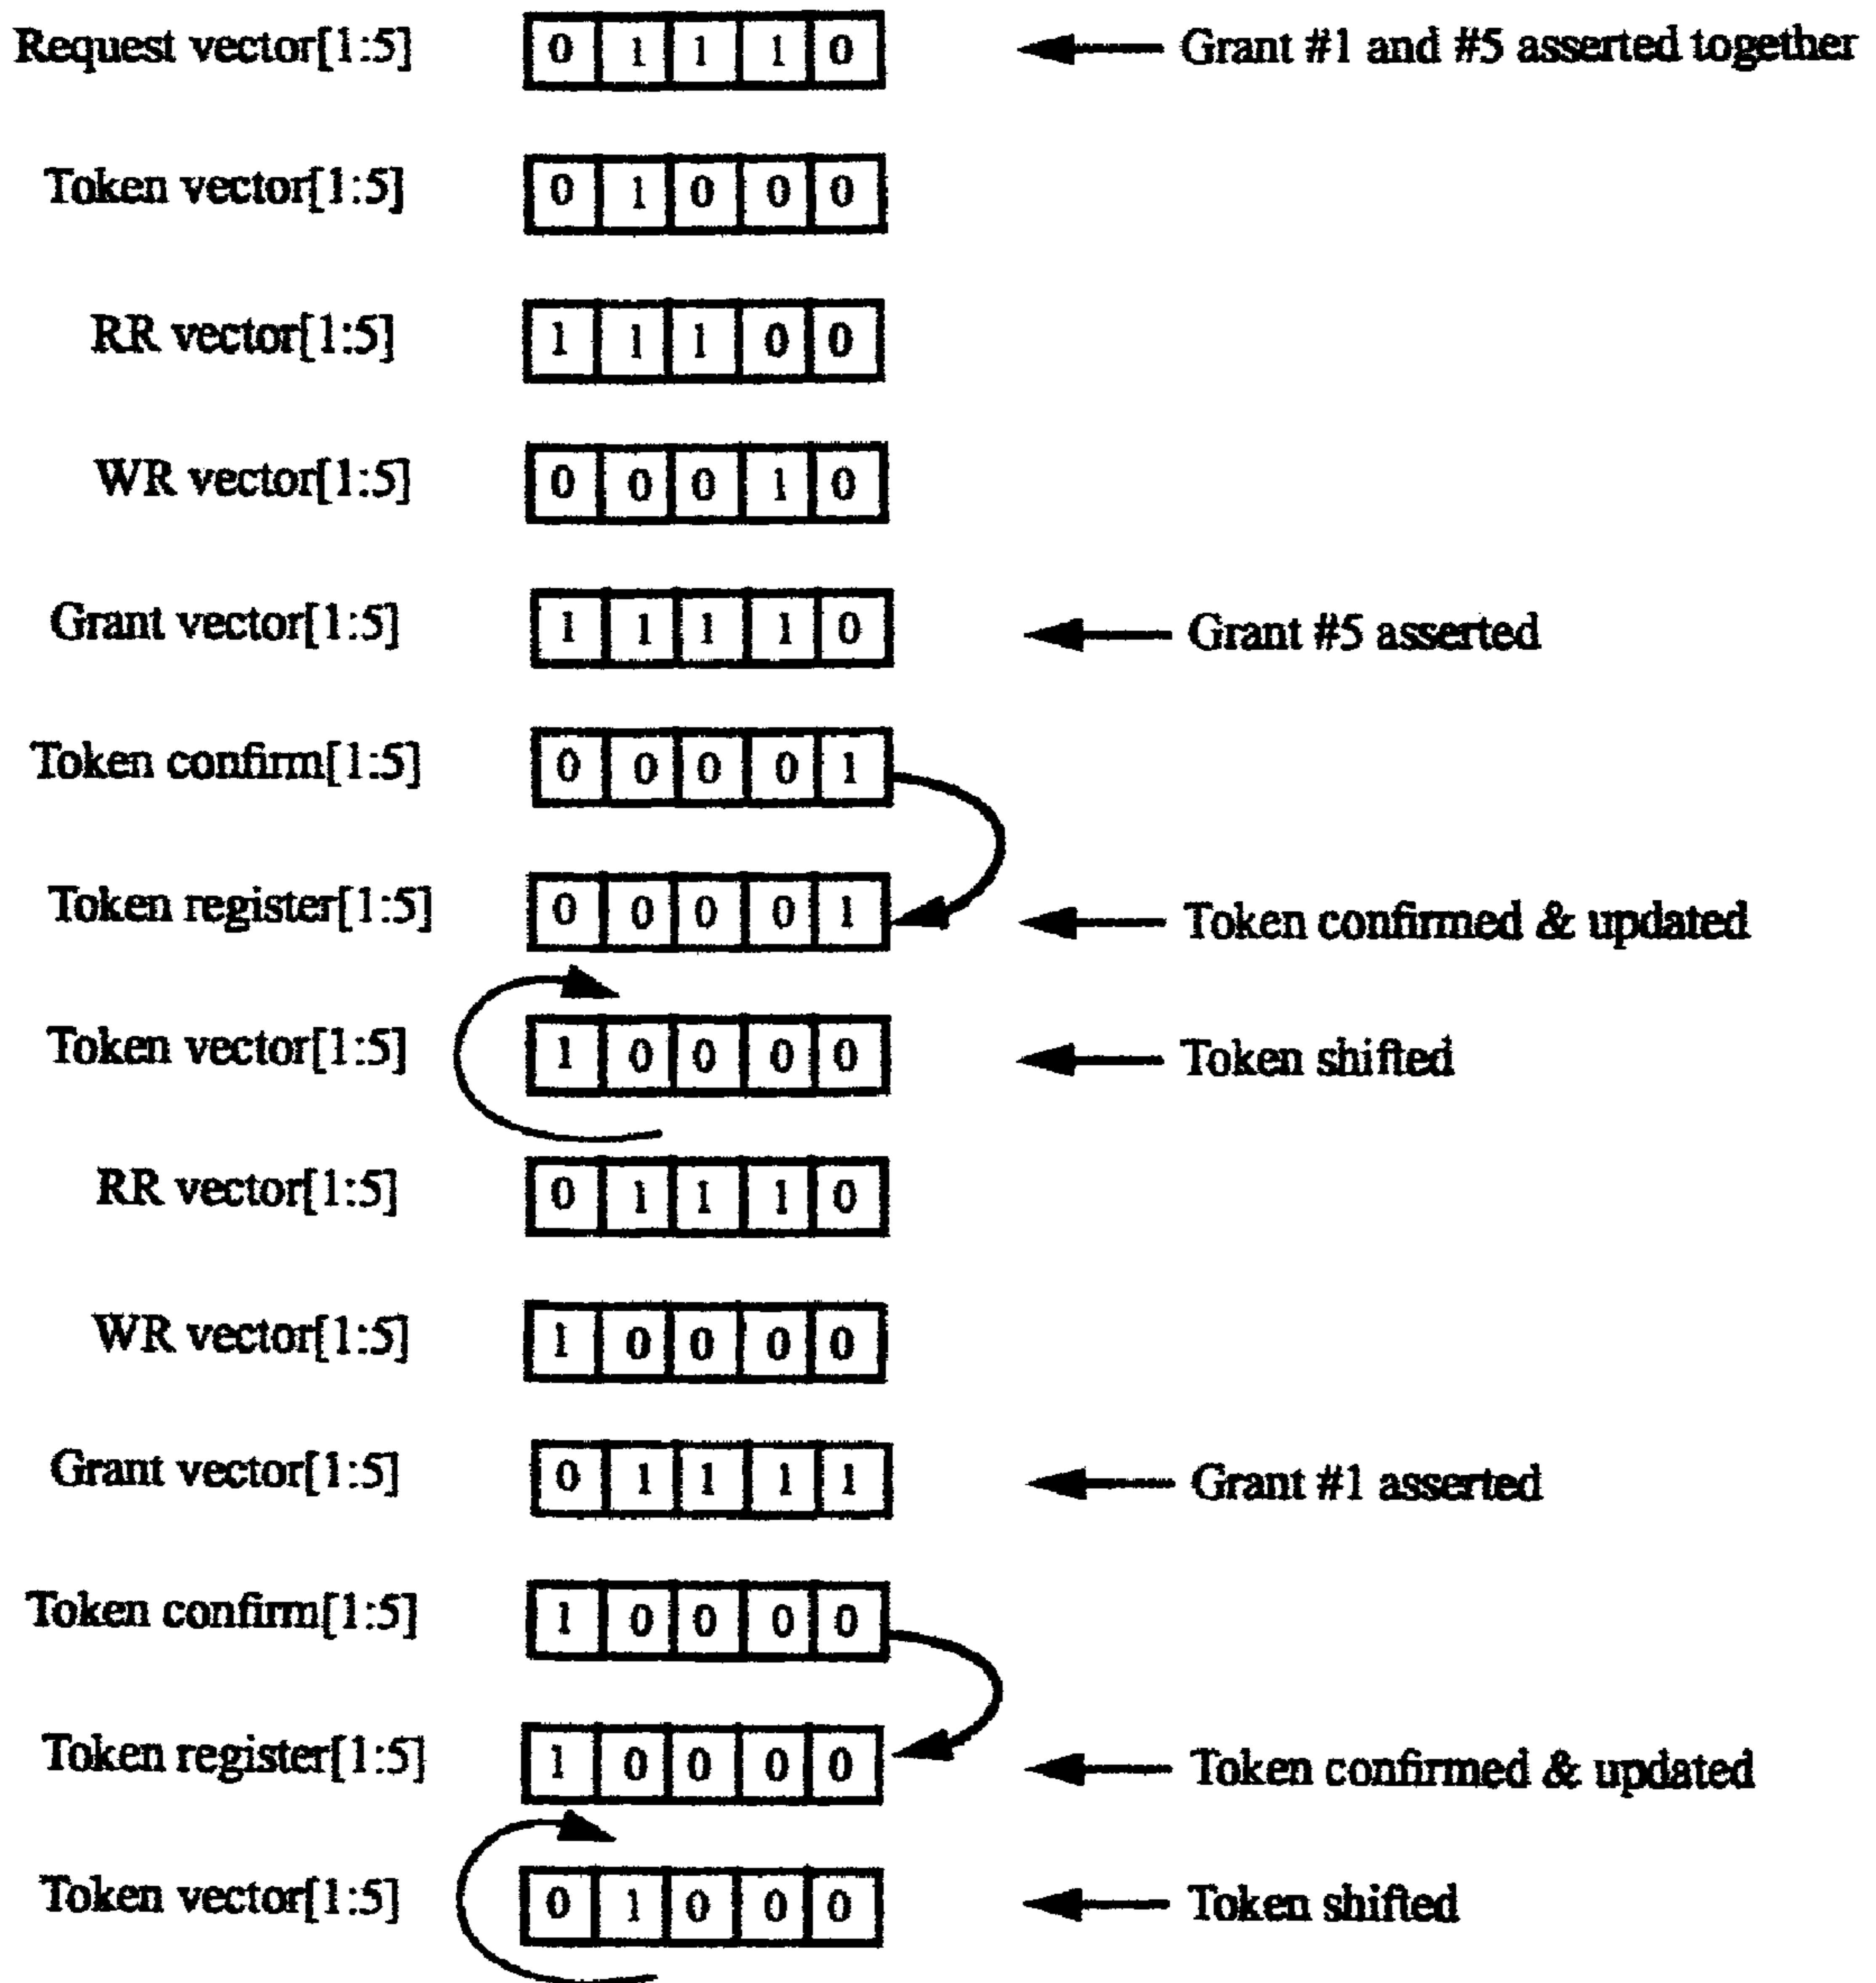 Request vector[1:5] 0 1 1 1 0 Grant #1 and #5 asserted together
Token vector[1:5] 0 1 0 0 0
RR vector[1:5] 1 1 1 0 0
WR vector[1:5] 0 0 0 1 0
Grant vector[1:5] 1 1 1 1 0 Grant #5 asserted
Token confirm[1:5] 0 0 0 0 1
Token register[1:5] 0 0 0 0 1 Token confirmed & updated
Token vector[1:5] 1 0 0 0 0 Token shifted
RR vector[1:5] 0 1 1 1 0
WR vector[1:5] 1 0 0 0 0
Grant vector[1:5] 0 1 1 1 1 Grant #1 asserted
Token confirm[1:5] 1 0 0 0 0
Token register[1:5] 1 0 0 0 0 Token confirmed & updated
Token vector[1:5] 0 1 0 0 0 Token shifted